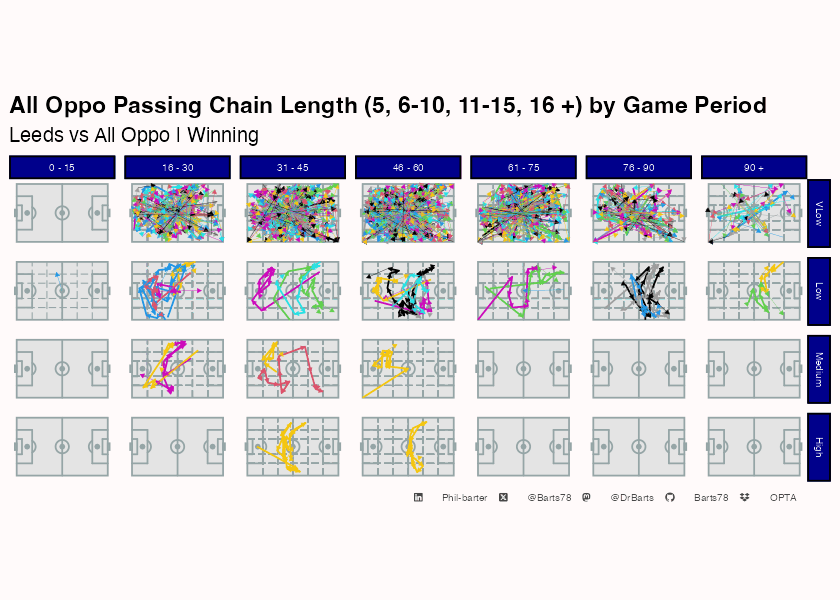 All Oppo Passing Chain Length (5, 6-10, 11-15, 16 +) by Game Period
Leeds vs All Oppo | Winning
0 - 15 16 - 30 31 - 45 46 - 60 61 - 75 76 - 90 90 +
VLow
Low
Medium
High
Phil-barter @Barts78 @DrBarts Barts78 OPTA